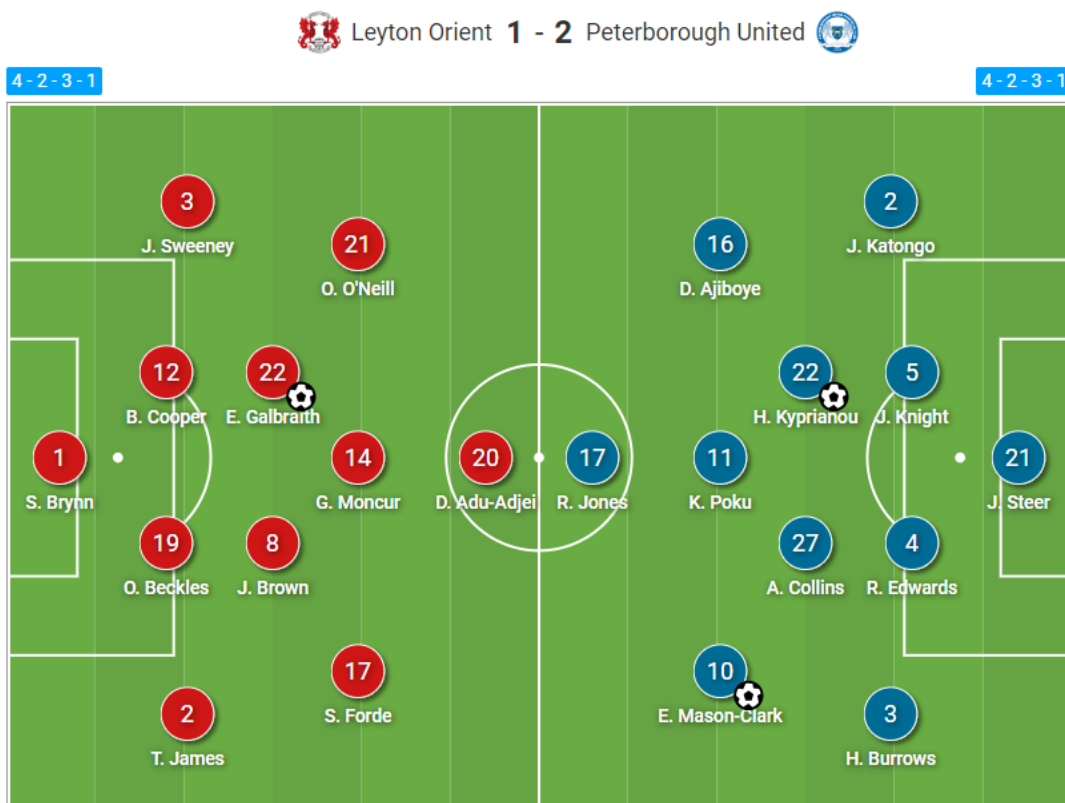 Leyton Orient 1 - 2 Peterborough United
4 - 2 - 3 - 1
4 - 2 - 3 - 1
3
J. Sweeney
2
J. Katongo
21
O. O'Neill
16
D. Ajiboye
12
B. Cooper
22
E. Galbraith
22
H. Kyprianou
5
J. Knight
1
S. Brynn
14
G. Moncur
20
D. Adu-Adjei
17
R. Jones
11
K. Poku
21
J. Steer
19
O. Beckles
8
J. Brown
27
A. Collins
4
R. Edwards
17
S. Forde
10
E. Mason-Clark
2
T. James
3
H. Burrows